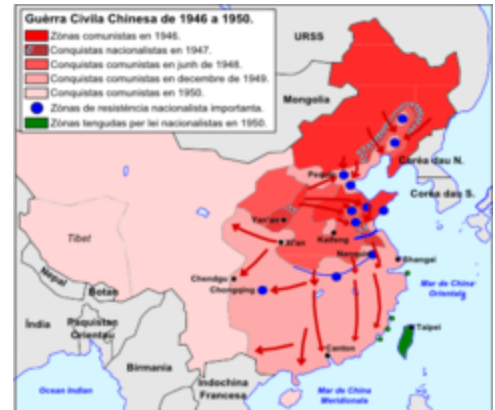 Guèrra Civila Chinesa de 1946 a 1950.
Zònas comunistas en 1946.
Conquistas nacionalistas en 1947.
Conquistas comunistas en junh de 1948.
Conquistas comunistas en decembre de 1949.
Conquistas comunistas en 1950.
Zònas de resisténcia nacionalista importanta.
Zònas tengudas per lei nacionalistas en 1950.
URSS
Mongolia
Corèa dau N.
Corèa dau S.
Yan'an
Xi'an
Kaifeng
Nanquin
Shangai
Tibet
Chengdu
Chongqing
Nepal
Botan
Mar de China
Orientala
Índia
Paquistan
Orientau
Taipei
Birmania
Canton
Indochina
Francesa
Ocean Indian
Mar de China
Meridionala